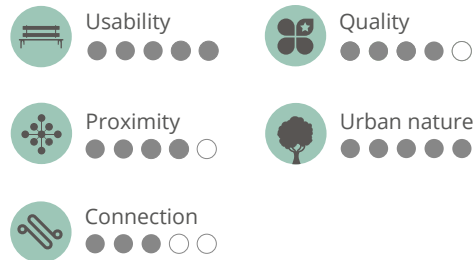 Usability
Quality
Proximity
Urban nature
Connection